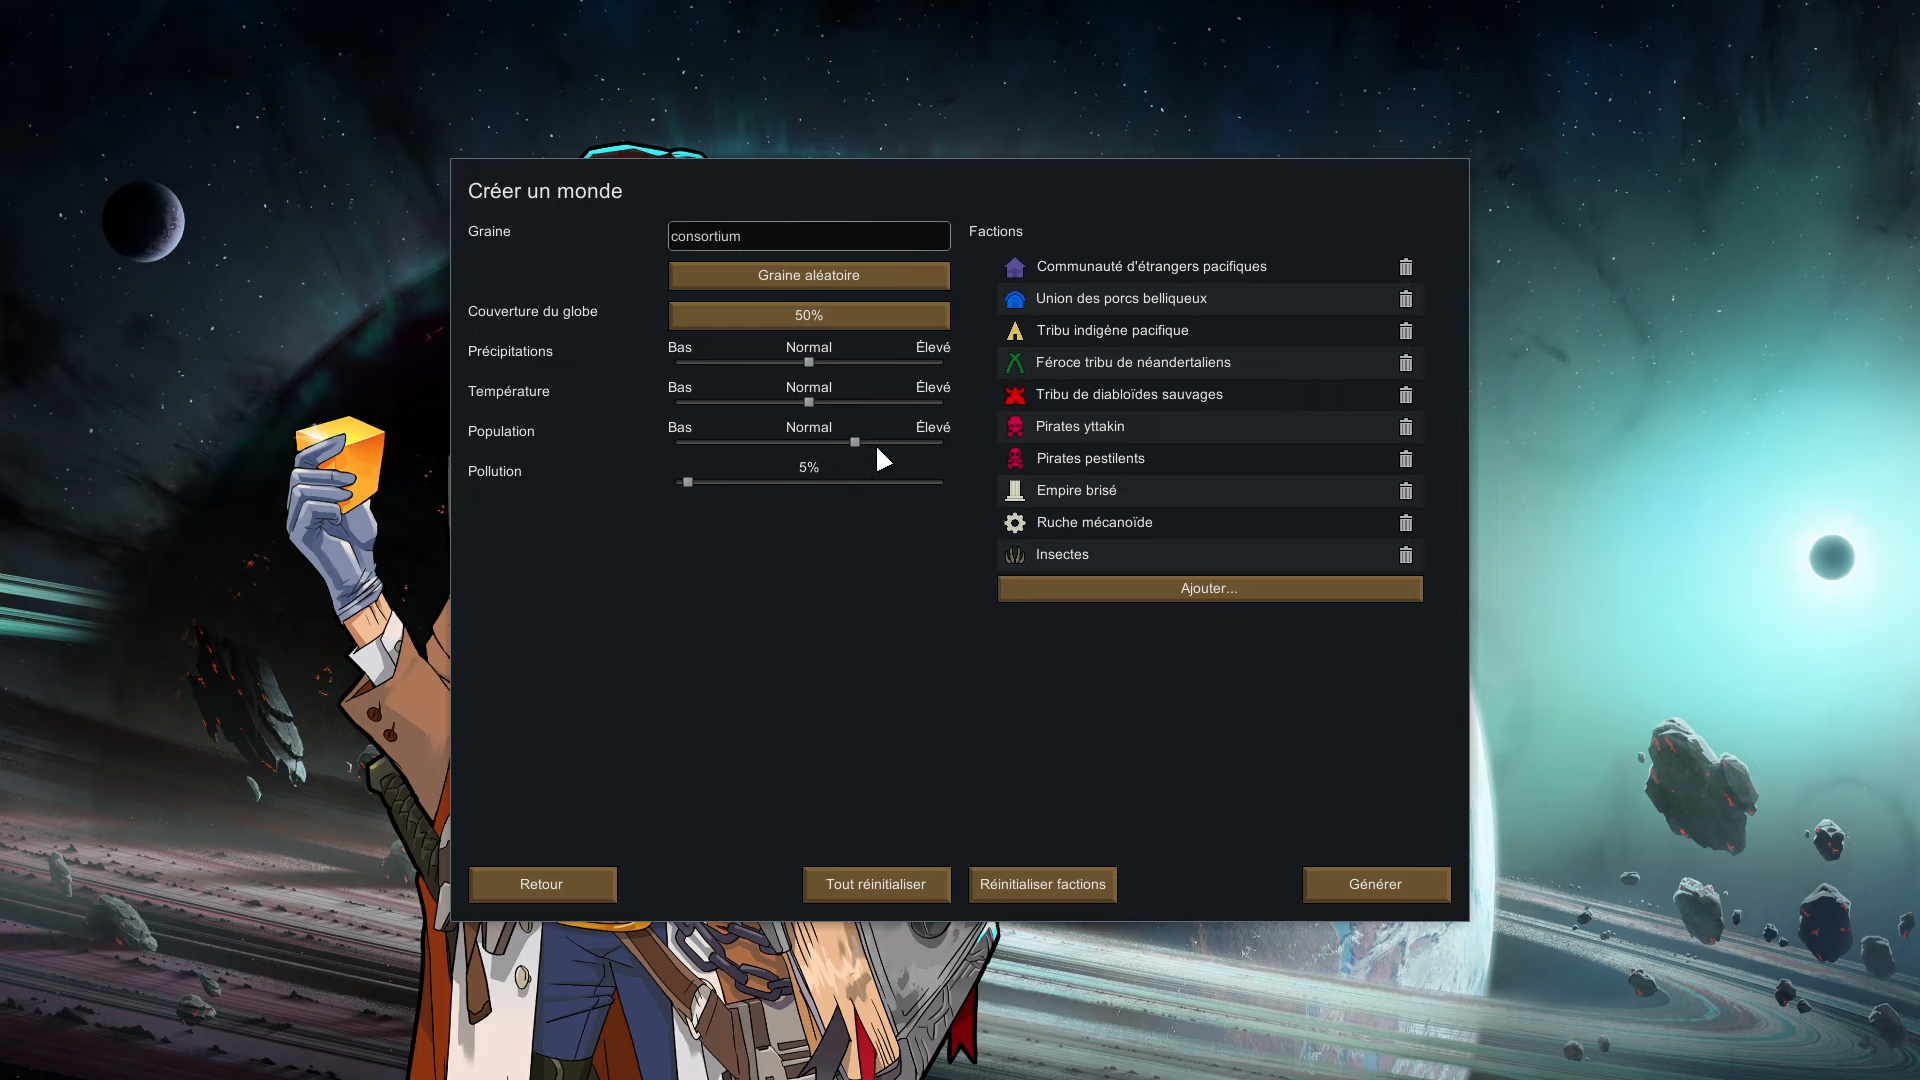 Créer un monde
Graine
consortium
Graine aléatoire
Couverture du globe
50%
Précipitations
Bas Normal Élevé
Température
Bas Normal Élevé
Population
Bas Normal Élevé
Pollution
5%
Factions
Communauté d'étrangers pacifiques
Union des porcs belliqueux
Tribu indigène pacifique
Féroce tribu de néandertaliens
Tribu de diabloïdes sauvages
Pirates yttakin
Pirates pestilents
Empire brisé
Ruche mécanoïde
Insectes
Ajouter...
Retour
Tout réinitialiser
Réinitialiser factions
Générer